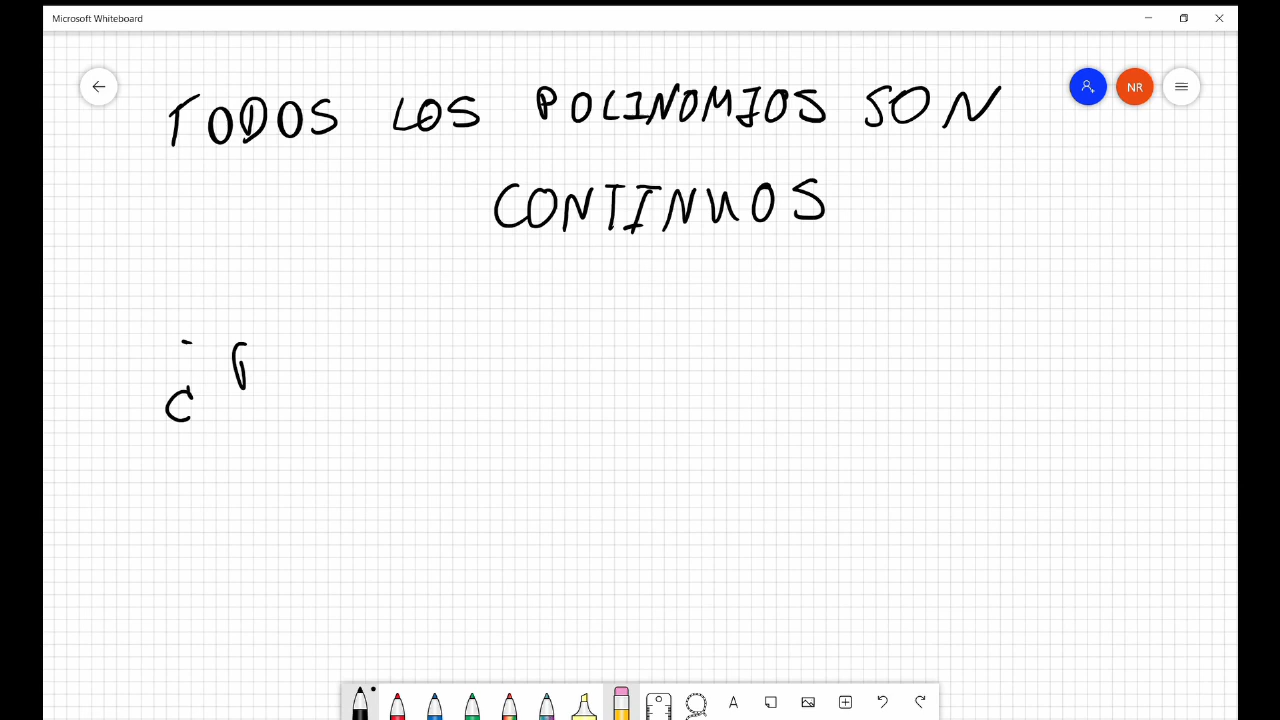 Microsoft Whiteboard
NR
TODOS LOS POLINOMIOS SON
CONTINUOS
A